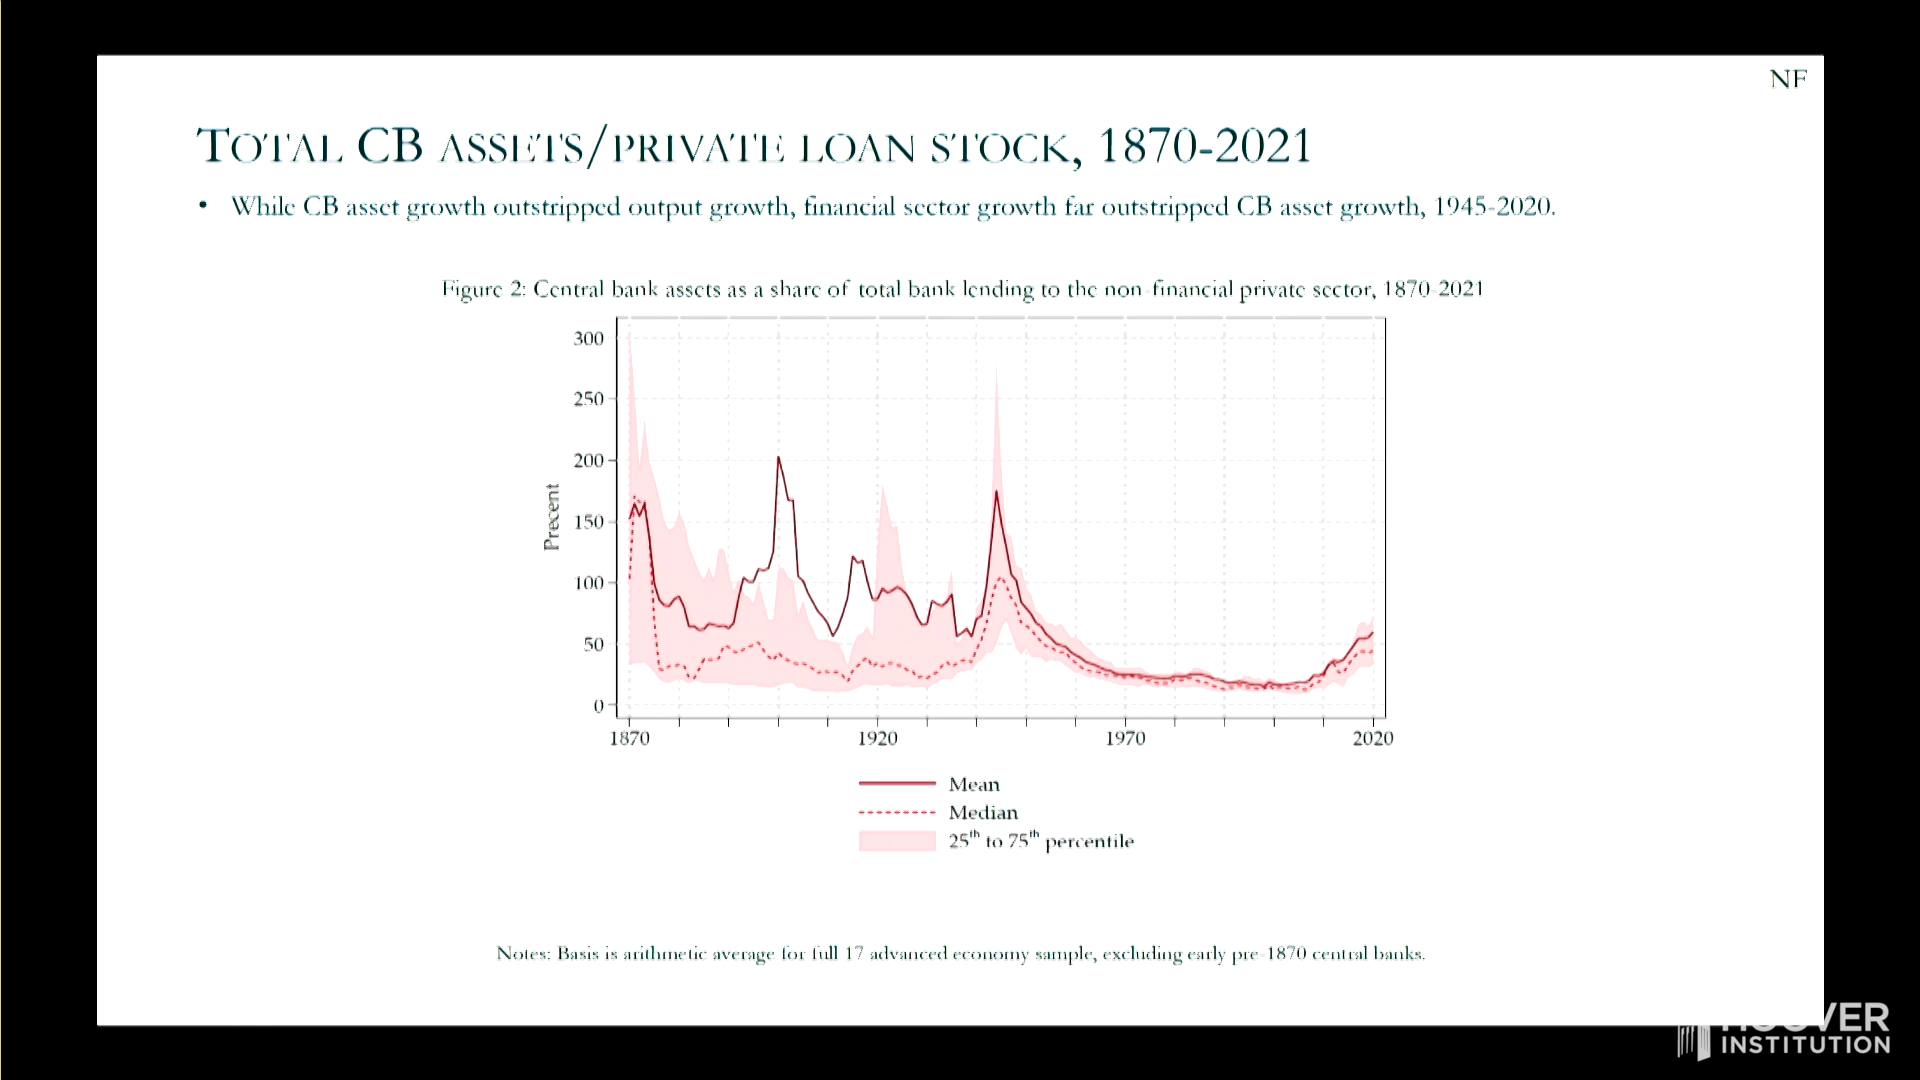 NF
TOTAL CB ASSETS/PRIVATE LOAN STOCK, 1870-2021
• While CB asset growth outstripped output growth, financial sector growth far outstripped CB asset growth, 1945-2020.
Figure 2: Central bank assets as a share of total bank lending to the non-financial private sector, 1870-2021
300
250
200
150
100
50
0
Precent
1870 1920 1970 2020
Mean
Median
25th to 75th percentile
Notes: Basis is arithmetic average for full 17 advanced economy sample, excluding early pre-1870 central banks.
HOOVER
INSTITUTION